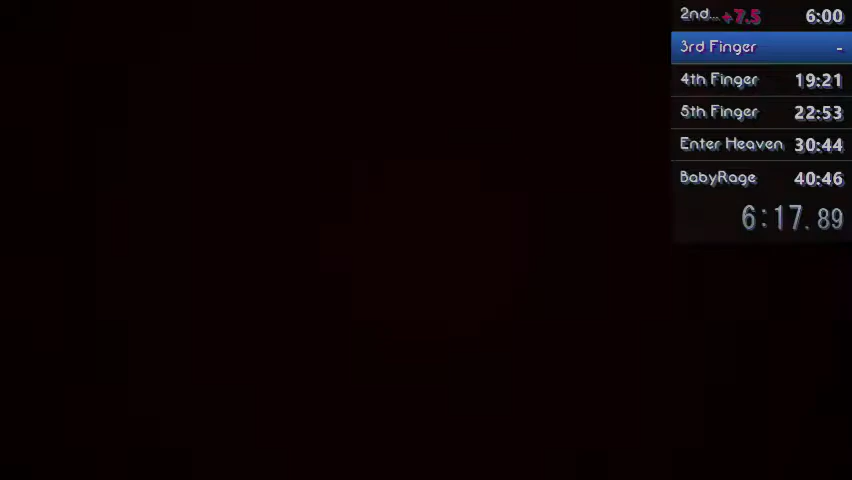 2nd... +7.5 6:00
3rd Finger -
4th Finger 19:21
5th Finger 22:53
Enter Heaven 30:44
BabyRage 40:46
6:17.89